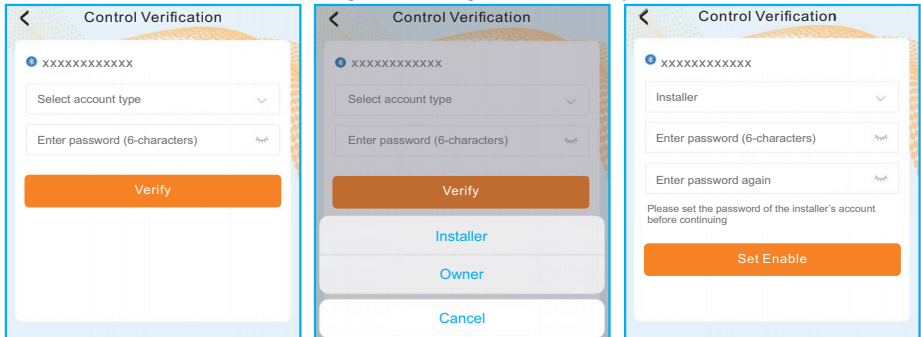 Control Verification
xxxxxxxxxxxx
Select account type
Enter password (6-characters)
Verify
Control Verification
xxxxxxxxxxxx
Select account type
Enter password (6-characters)
Verify
Installer
Owner
Cancel
Control Verification
xxxxxxxxxxxx
Installer
Enter password (6-characters)
Enter password again
Please set the password of the installer's account
before continuing
Set Enable